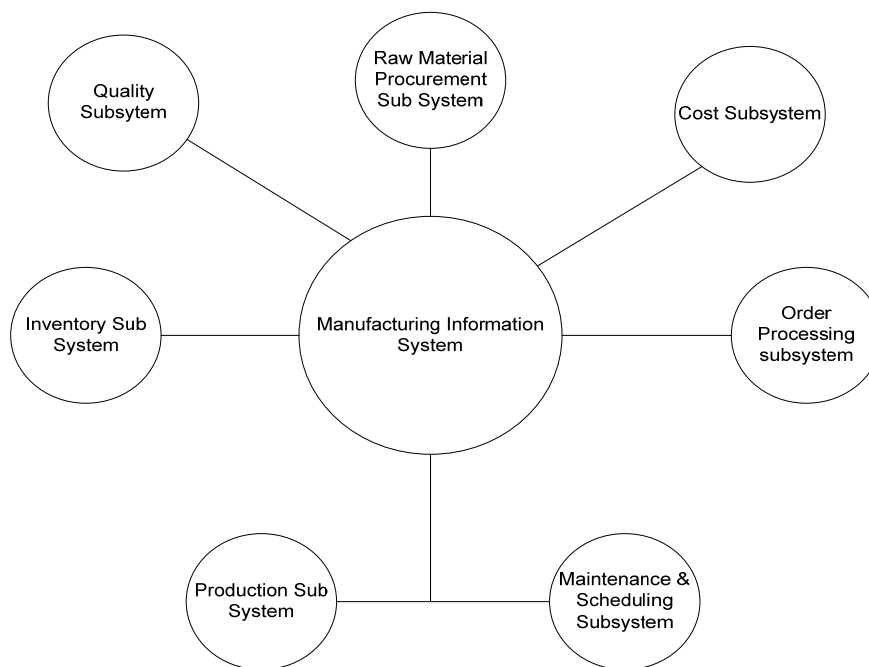 Quality
Subsytem
Raw Material
Procurement
Sub System
Cost Subsystem
Inventory Sub
System
Manufacturing Information
System
Order
Processing
subsystem
Production Sub
System
Maintenance &
Scheduling
Subsystem